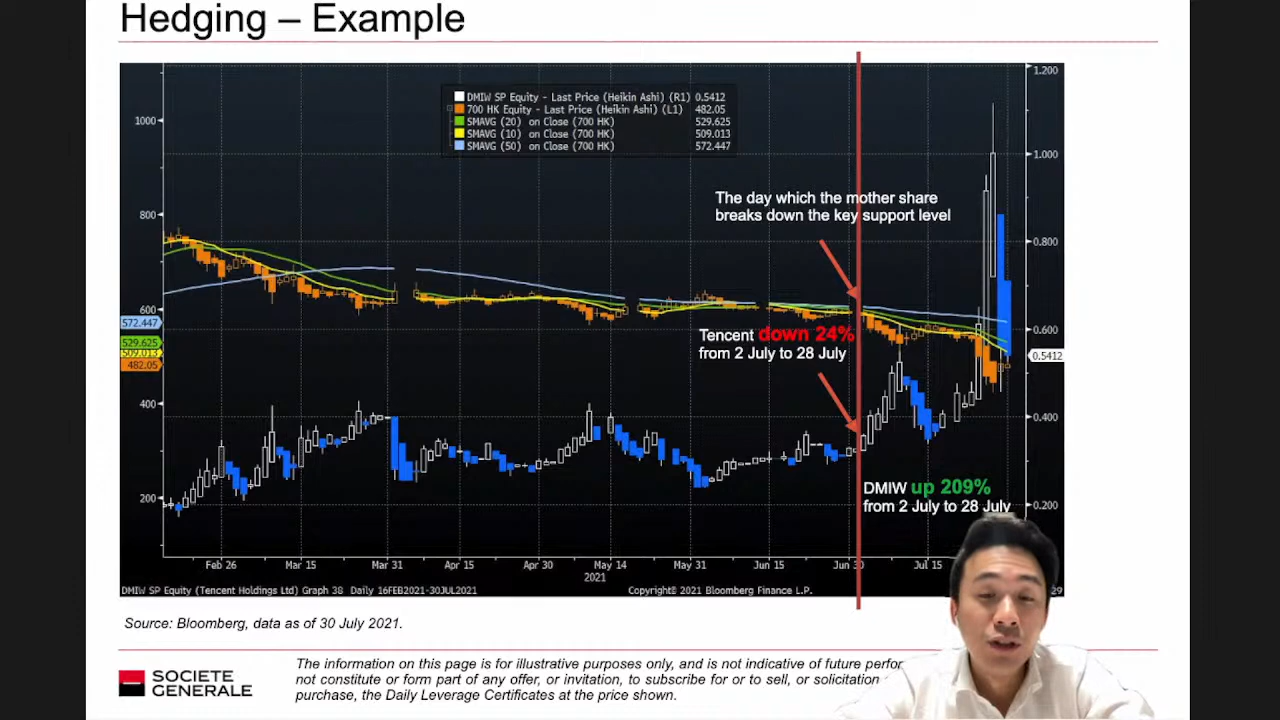 Hedging – Example
DMIW SP Equity - Last Price (Heikin Ashi) (R1) 0.5412
700 HK Equity - Last Price (Heikin Ashi) (L1) 482.05
SMAVG (20) on Close (700 HK) 529.625
SMAVG (10) on Close (700 HK) 509.013
SMAVG (50) on Close (700 HK) 572.447
The day which the mother share
breaks down the key support level
Tencent down 24%
from 2 July to 28 July
DMIW up 209%
from 2 July to 28 July
1000
800
600
572.447
529.625
509.013
482.05
400
200
1.200
1.000
0.800
0.600
0.5412
0.400
0.200
Feb 26 Mar 15 Mar 31 Apr 15 Apr 30 May 14 May 31 Jun 15 Jun 30 Jul 15
2021
DMIW SP Equity (Tencent Holdings Ltd) Graph 38 Daily 16FEB2021-30JUL2021 Copyright© 2021 Bloomberg Finance L.P. 29
Source: Bloomberg, data as of 30 July 2021.
SOCIETE
GENERALE
The information on this page is for illustrative purposes only, and is not indicative of future perfor
not constitute or form part of any offer, or invitation, to subscribe for or to sell, or solicitation
purchase, the Daily Leverage Certificates at the price shown.